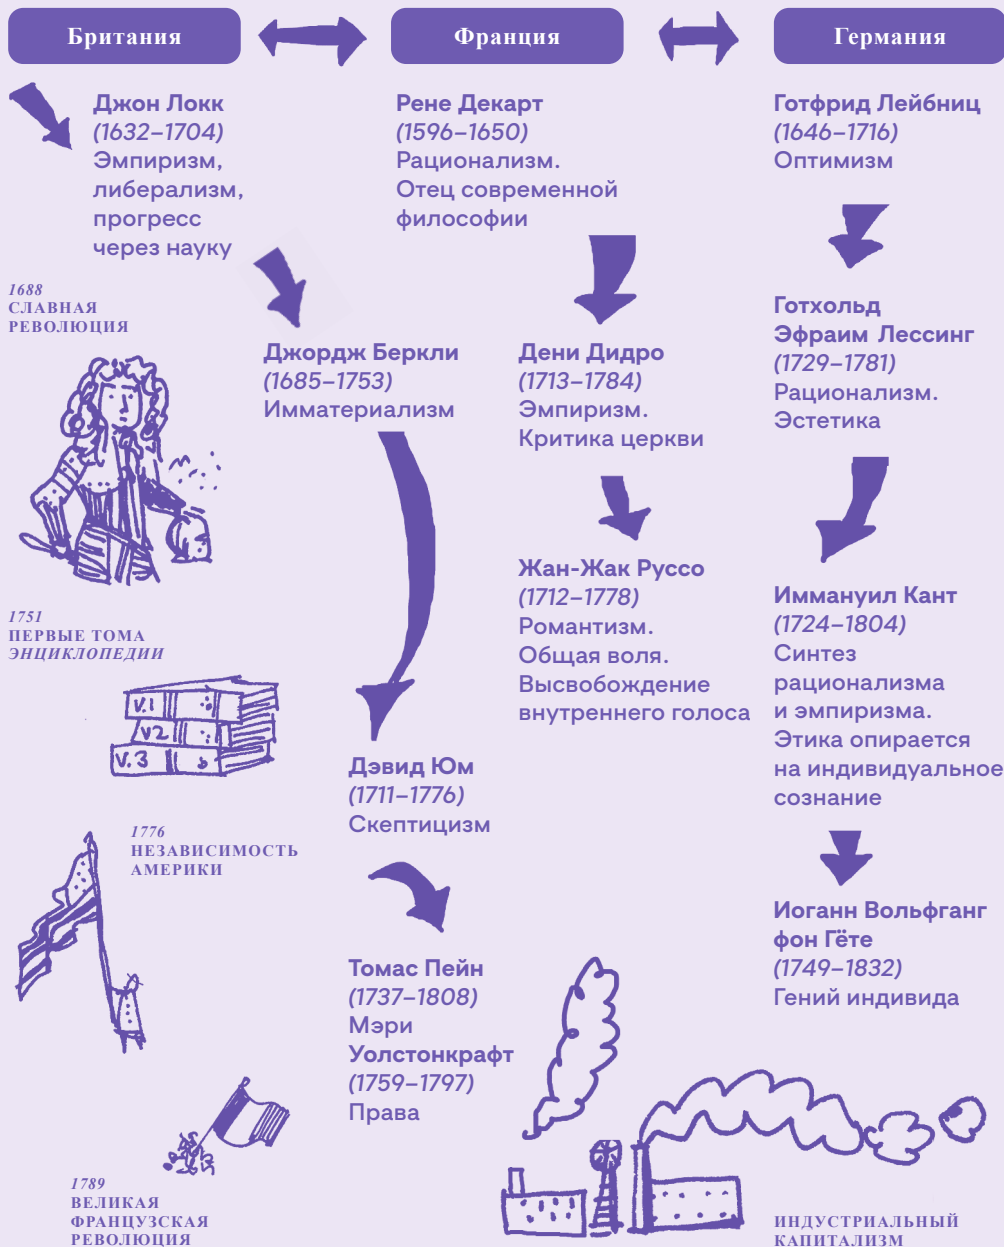 Британия
Франция
Германия
Джон Локк
(1632–1704)
Эмпиризм,
либерализм,
прогресс
через науку
Рене Декарт
(1596–1650)
Рационализм.
Отец современной
философии
Готфрид Лейбниц
(1646–1716)
Оптимизм
1688
СЛАВНАЯ
РЕВОЛЮЦИЯ
Джордж Беркли
(1685–1753)
Имматериализм
Дени Дидро
(1713–1784)
Эмпиризм.
Критика церкви
Готхольд
Эфраим Лессинг
(1729–1781)
Рационализм.
Эстетика
Жан-Жак Руссо
(1712–1778)
Романтизм.
Общая воля.
Высвобождение
внутреннего голоса
Иммануил Кант
(1724–1804)
Синтез
рационализма
и эмпиризма.
Этика опирается
на индивидуальное
сознание
1751
ПЕРВЫЕ ТОМА
ЭНЦИКЛОПЕДИИ
V.1
V2
V.3
Дэвид Юм
(1711–1776)
Скептицизм
1776
НЕЗАВИСИМОСТЬ
АМЕРИКИ
Томас Пейн
(1737–1808)
Мэри
Уолстонкрафт
(1759–1797)
Права
Иоганн Вольфганг
фон Гёте
(1749–1832)
Гений индивида
1789
ВЕЛИКАЯ
ФРАНЦУЗСКАЯ
РЕВОЛЮЦИЯ
ИНДУСТРИАЛЬНЫЙ
КАПИТАЛИЗМ